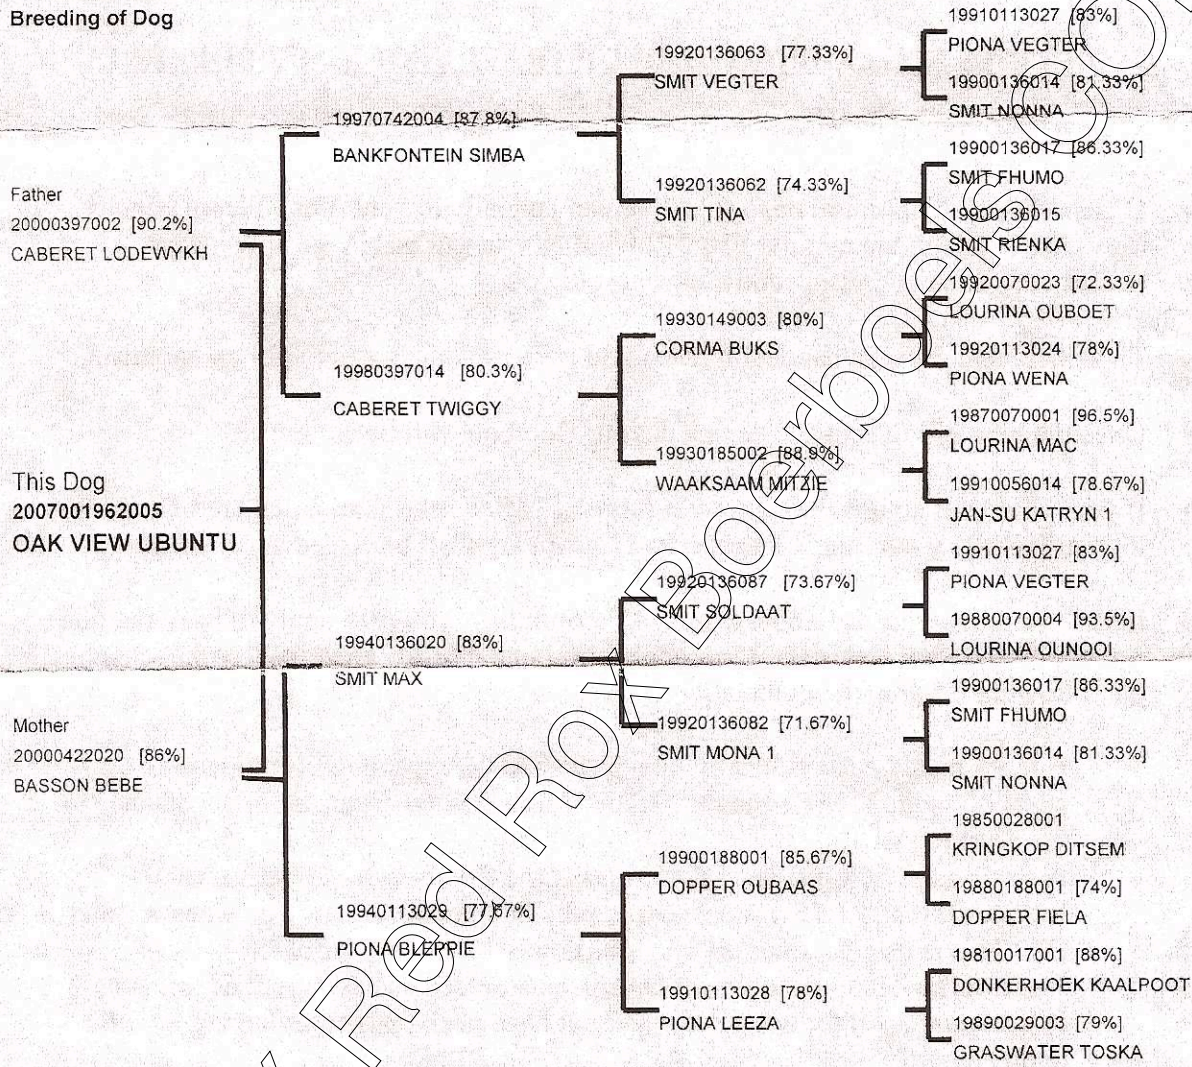 Breeding of Dog
Father
20000397002 [90.2%]
CABERET LODEWYKH
This Dog
2007001962005
OAK VIEW UBUNTU
Mother
20000422020 [86%]
BASSON BEBE
19970742004 [87.8%]
BANKFONTEIN SIMBA
19980397014 [80.3%]
CABERET TWIGGY
19940136020 [83%]
SMIT MAX
19940113029 [77.67%]
PIONA BLEPPIE
19920136063 [77.33%]
SMIT VEGTER
19920136062 [74.33%]
SMIT TINA
19930149003 [80%]
CORMA BUKS
19930185002 [88.9%]
WAAKSAAM MITZIE
19920136087 [73.67%]
SMIT SOLDAAT
19920136082 [71.67%]
SMIT MONA 1
19900188001 [85.67%]
DOPPER OUBAAS
19910113028 [78%]
PIONA LEEZA
19910113027 [83%]
PIONA VEGTER
19900136014 [81.33%]
SMIT NONNA
19900136017 [86.33%]
SMIT FHUMO
19900136015
SMIT RIENKA
19920070023 [72.33%]
LOURINA OUBOET
19920113024 [78%]
PIONA WENA
19870070001 [96.5%]
LOURINA MAC
19910056014 [78.67%]
JAN-SU KATRYN 1
19910113027 [83%]
PIONA VEGTER
19880070004 [93.5%]
LOURINA OUNOOI
19900136017 [86.33%]
SMIT FHUMO
19900136014 [81.33%]
SMIT NONNA
19850028001
KRINGKOP DITSEM
19880188001 [74%]
DOPPER FIELA
19810017001 [88%]
DONKERHOEK KAALPOOT
19890029003 [79%]
GRASWATER TOSKA
X Red Rox Boerboels CO